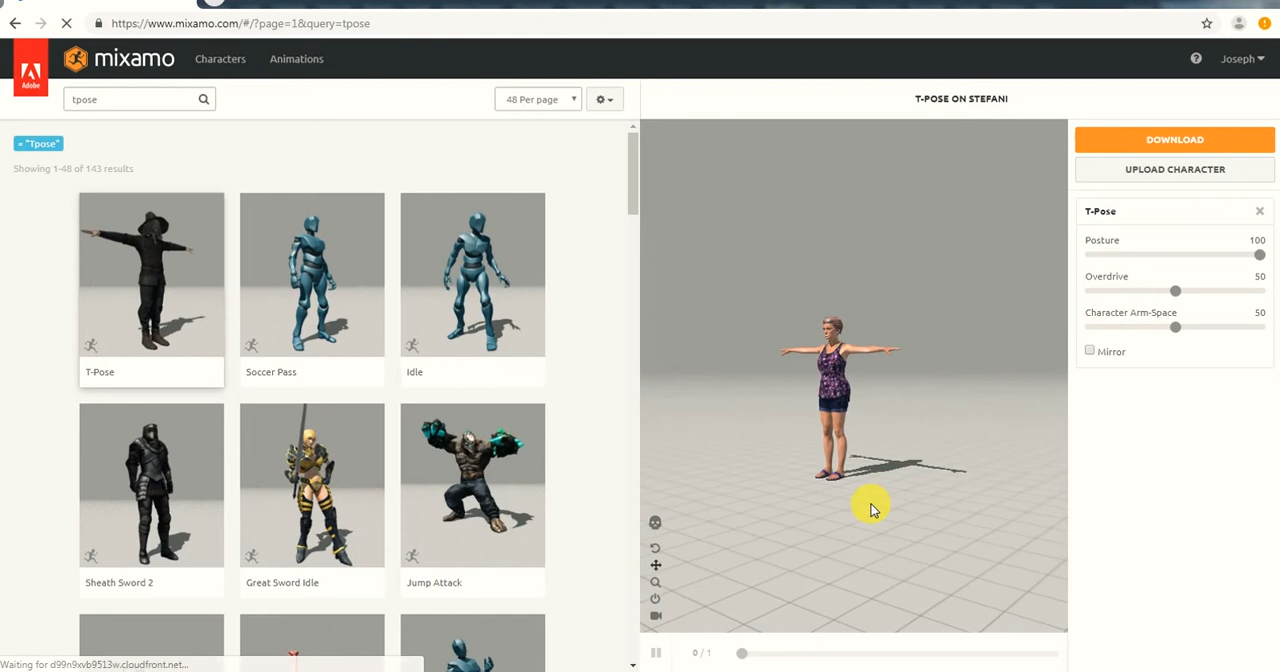 https://www.mixamo.com/#/?page=1&query=tpose
Adobe
mixamo
Characters
Animations
Joseph
tpose
48 Per page
T-POSE ON STEFANI
"Tpose"
Showing 1-48 of 143 results
DOWNLOAD
UPLOAD CHARACTER
T-Pose
Posture 100
Overdrive 50
Character Arm-Space 50
Mirror
T-Pose
Soccer Pass
Idle
Sheath Sword 2
Great Sword Idle
Jump Attack
0 / 1
Waiting for d99n9xvb9513w.cloudfront.net...